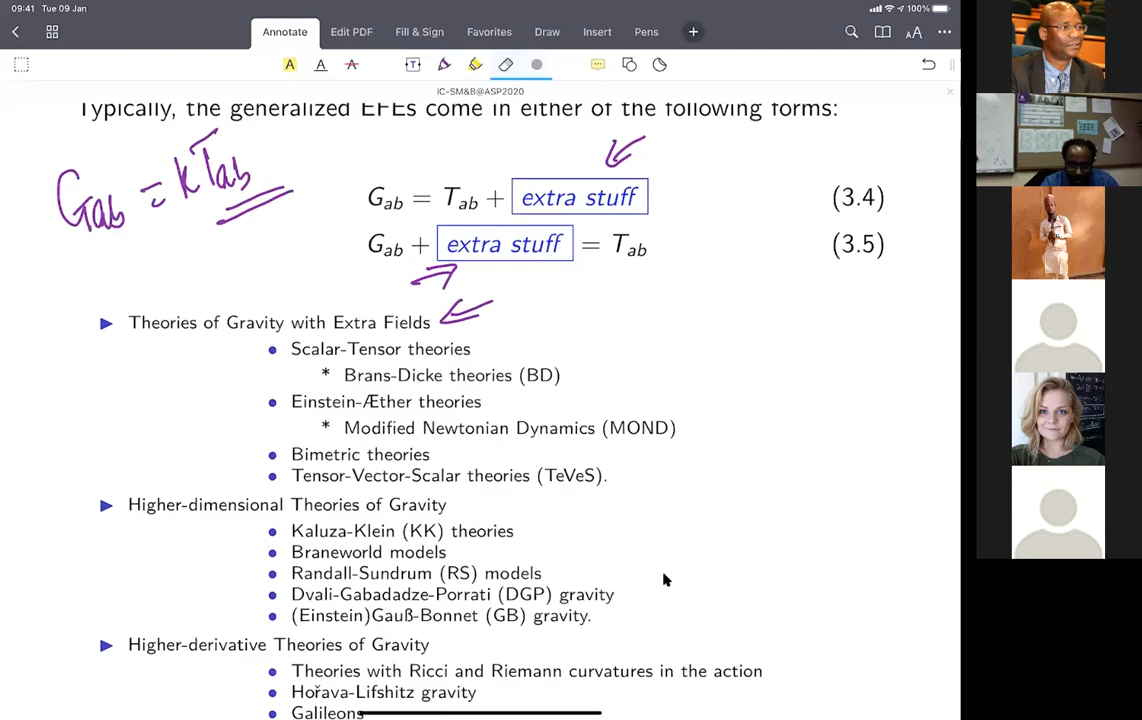 09:41 Tue 09 Jan
100%
Annotate Edit PDF Fill & Sign Favorites Draw Insert Pens +
IC-SM&B@ASP2020
Typically, the generalized EFEs come in either of the following forms:
Gab = kTab
Gab = Tab + extra stuff (3.4)
Gab + extra stuff = Tab (3.5)
Theories of Gravity with Extra Fields
• Scalar-Tensor theories
* Brans-Dicke theories (BD)
• Einstein-Æther theories
* Modified Newtonian Dynamics (MOND)
• Bimetric theories
• Tensor-Vector-Scalar theories (TeVeS).
Higher-dimensional Theories of Gravity
• Kaluza-Klein (KK) theories
• Braneworld models
• Randall-Sundrum (RS) models
• Dvali-Gabadadze-Porrati (DGP) gravity
• (Einstein)Gauß-Bonnet (GB) gravity.
Higher-derivative Theories of Gravity
• Theories with Ricci and Riemann curvatures in the action
• Hořava-Lifshitz gravity
• Galileons